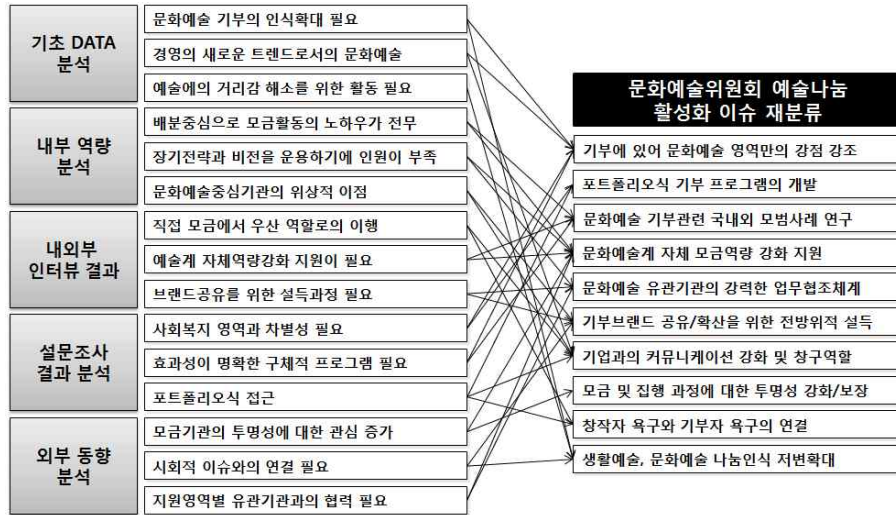 기초 DATA
분석
문화예술 기부의 인식확대 필요
경영의 새로운 트렌드로서의 문화예술
예술에의 거리감 해소를 위한 활동 필요
내부 역량
분석
배분중심으로 모금활동의 노하우가 전무
장기전략과 비전을 운용하기에 인원이 부족
문화예술중심기관의 위상적 이점
내외부
인터뷰 결과
직접 모금에서 우산 역할로의 이행
예술계 자체역량강화 지원이 필요
브랜드공유를 위한 설득과정 필요
설문조사
결과 분석
사회복지 영역과 차별성 필요
효과성이 명확한 구체적 프로그램 필요
포트폴리오식 접근
외부 동향
분석
모금기관의 투명성에 대한 관심 증가
시회적 이슈와의 연결 필요
지원영역별 유관기관과의 협력 필요
문화예술위원회 예술나눔
활성화 이슈 재분류
기부에 있어 문화예술 영역만의 강점 강조
포트폴리오식 기부 프로그램의 개발
문화예술 기부관련 국내외 모범사례 연구
문화예술계 자체 모금역량 강화 지원
문화예술 유관기관의 강력한 업무협조체계
기부브랜드 공유/확산을 위한 전방위적 설득
기업과의 커뮤니케이션 강화 및 창구역할
모금 및 집행 과정에 대한 투명성 강화/보장
창작자 욕구와 기부자 욕구의 연결
생활예술, 문화예술 나눔인식 저변확대